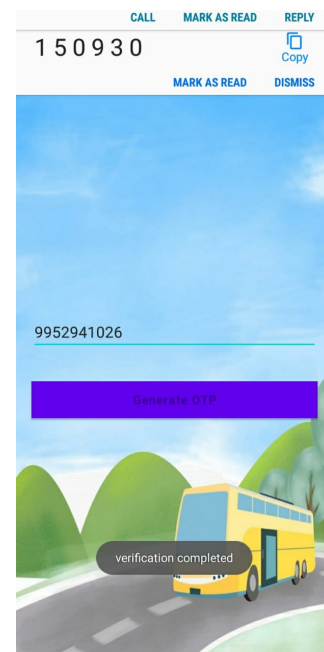 CALL MARK AS READ REPLY
150930
Copy
MARK AS READ DISMISS
9952941026
Generate OTP
verification completed